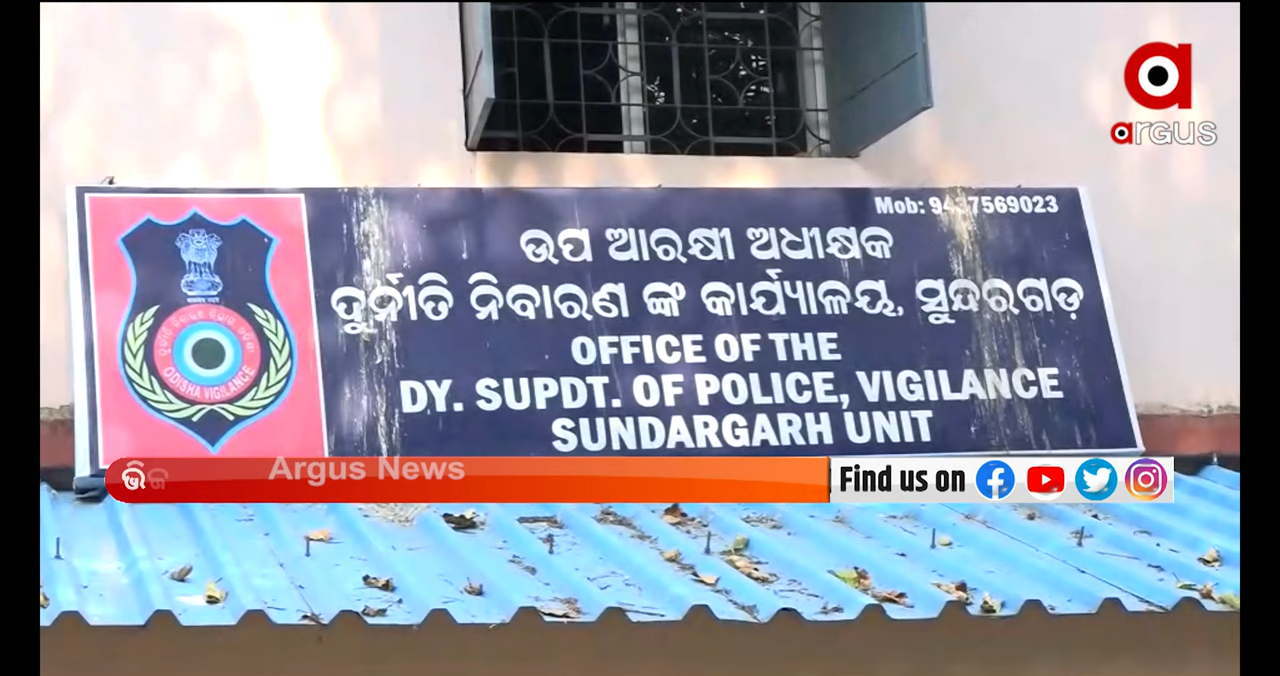 argus
Mob: 9437569023
ଉପ ଆରକ୍ଷୀ ଅଧୀକ୍ଷକ
ଦୁର୍ନୀତି ନିବାରଣ ଙ୍କ କାର୍ଯ୍ୟାଳୟ, ସୁନ୍ଦରଗଡ଼
OFFICE OF THE
DY. SUPDT. OF POLICE, VIGILANCE
SUNDARGARH UNIT
ODISHA VIGILANCE
Argus News
ଭିଜ
Find us on